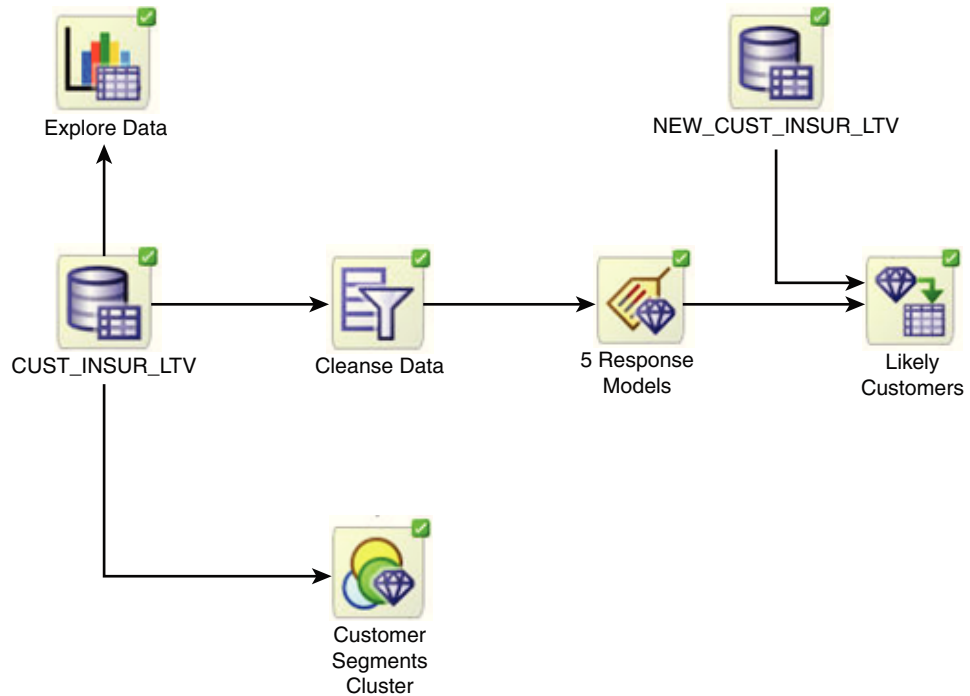 Explore Data
NEW_CUST_INSUR_LTV
CUST_INSUR_LTV
Cleanse Data
5 Response
Models
Likely
Customers
Customer
Segments
Cluster